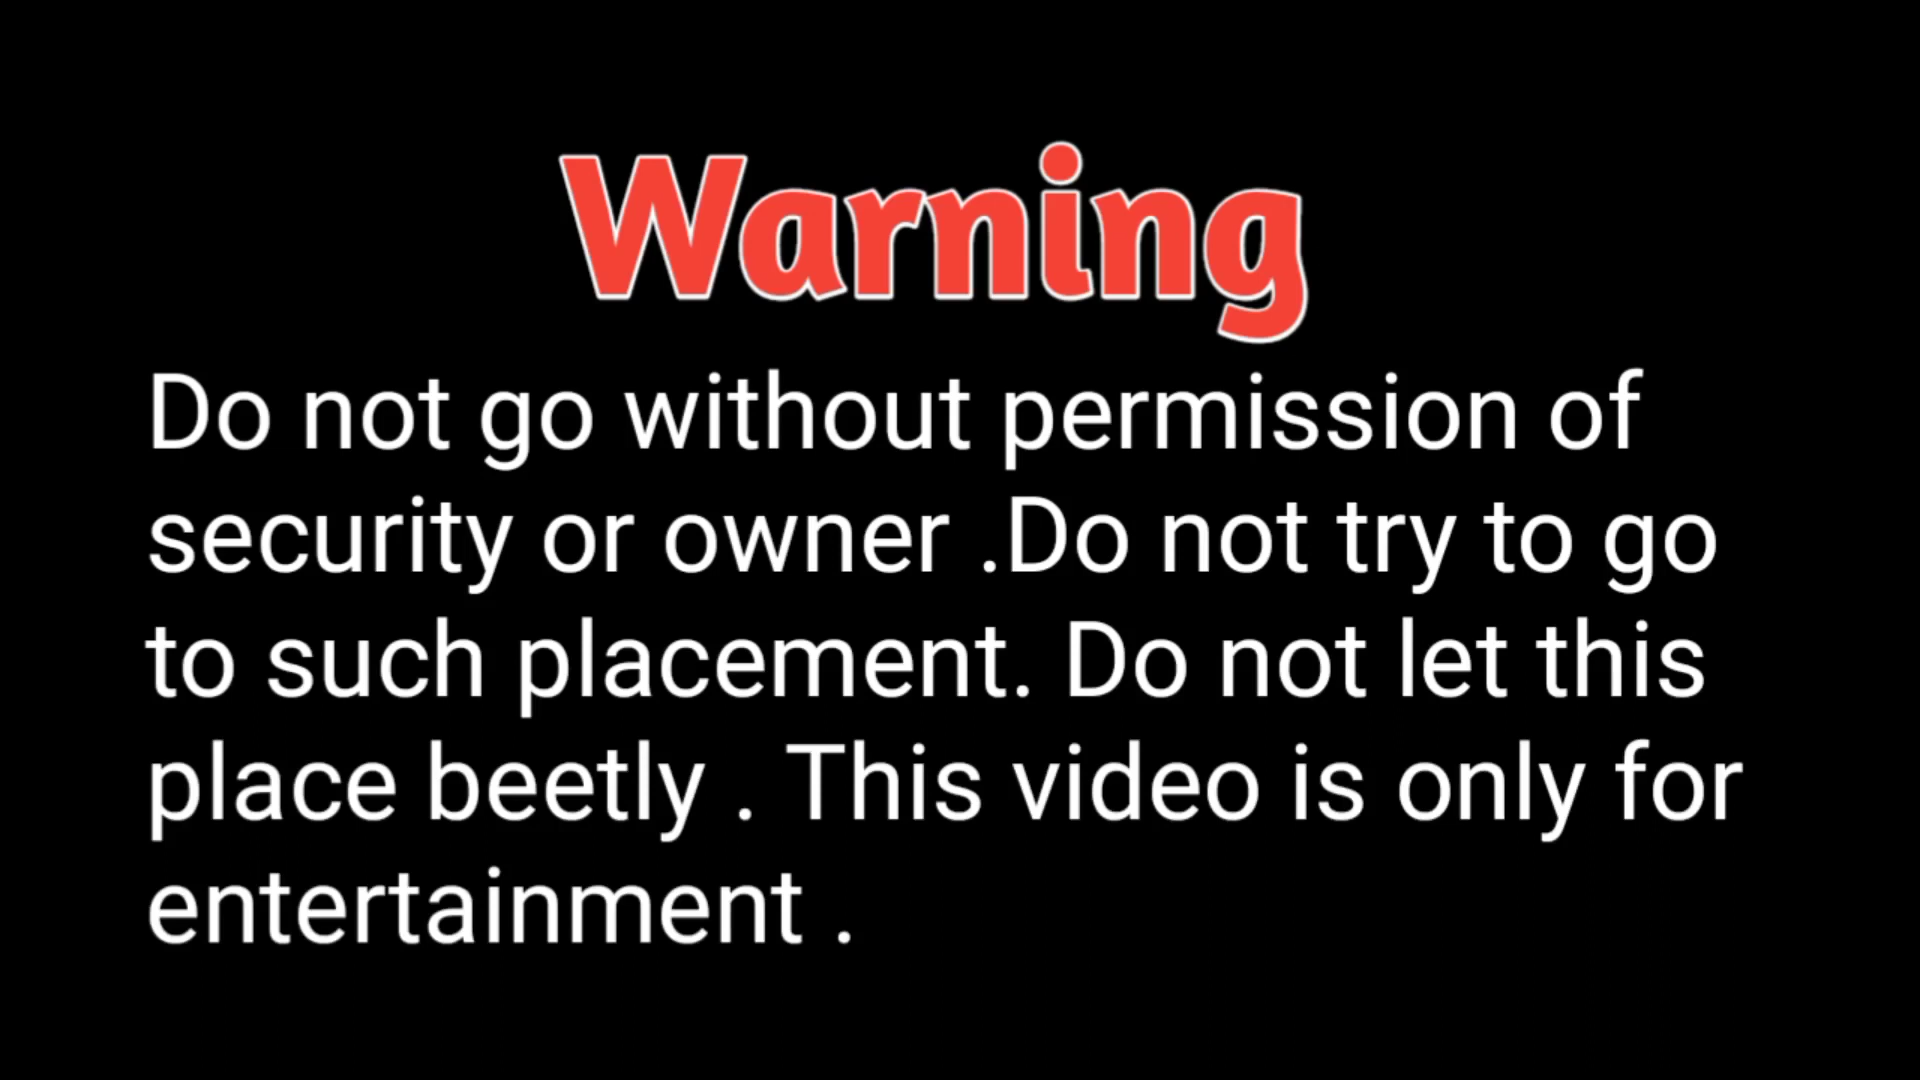 Warning
Do not go without permission of
security or owner .Do not try to go
to such placement. Do not let this
place beetly . This video is only for
entertainment .